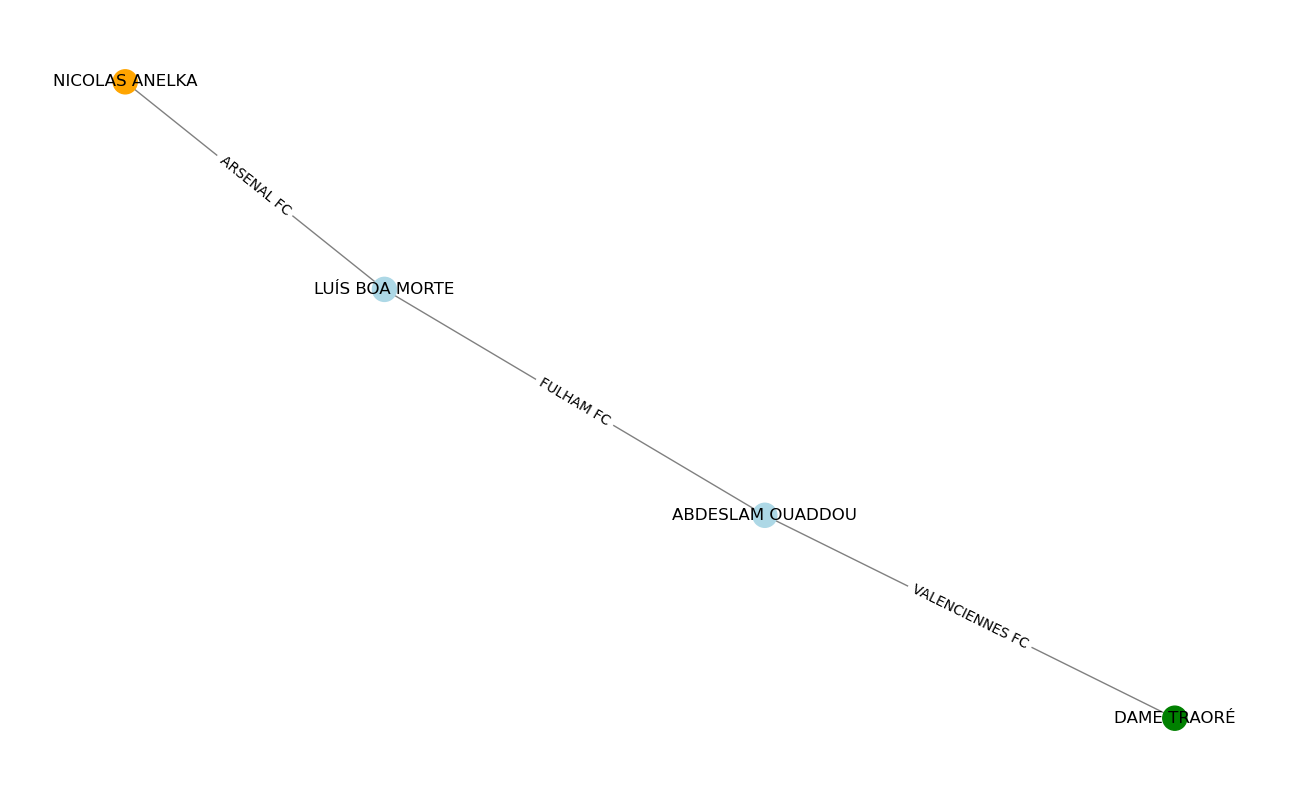 NICOLAS ANELKA
ARSENAL FC
LUÍS BOA MORTE
FULHAM FC
ABDESLAM OUADDOU
VALENCIENNES FC
DAME TRAORÉ